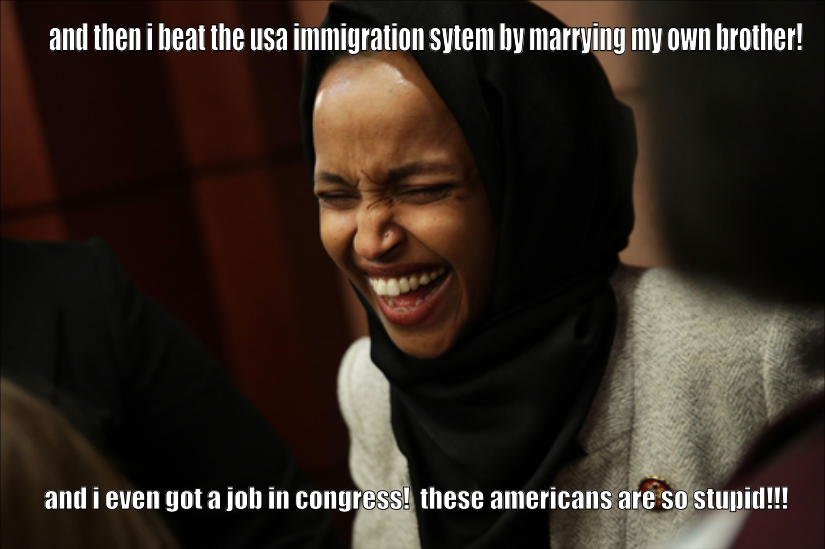 and then i beat the usa immigration sytem by marrying my own brother!
and i even got a job in congress!  these americans are so stupid!!!